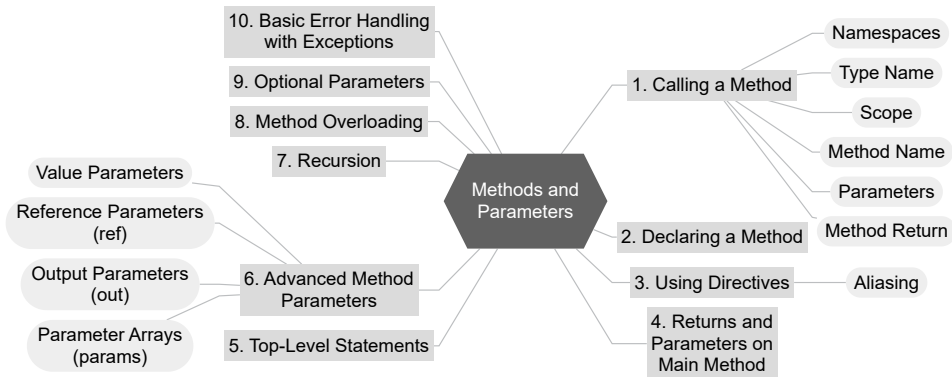 Methods and
Parameters
1. Calling a Method
Namespaces
Type Name
Scope
Method Name
Parameters
Method Return
2. Declaring a Method
3. Using Directives
Aliasing
4. Returns and
Parameters on
Main Method
5. Top-Level Statements
6. Advanced Method
Parameters
Value Parameters
Reference Parameters
(ref)
Output Parameters
(out)
Parameter Arrays
(params)
7. Recursion
8. Method Overloading
9. Optional Parameters
10. Basic Error Handling
with Exceptions